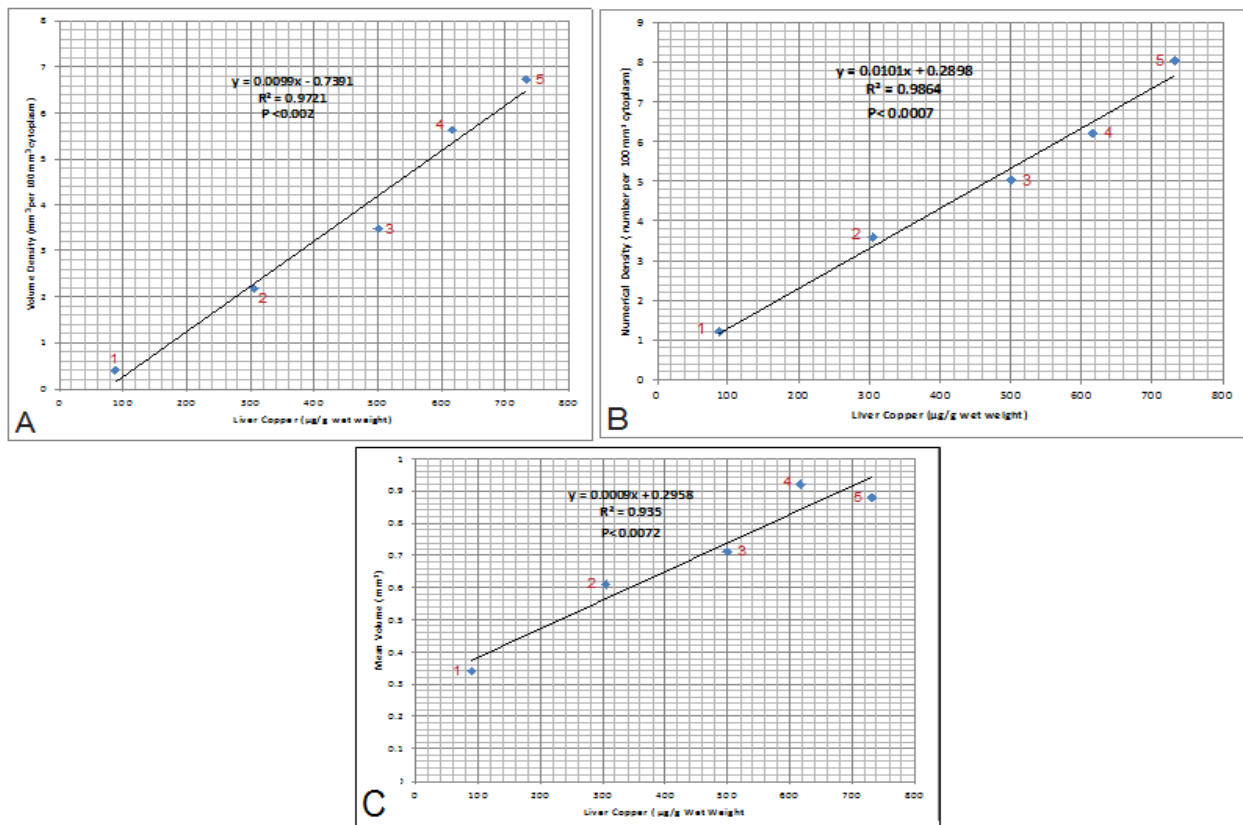 8
7
6
5
4
3
2
1
0
Volume Density (mm³ per 100 mm³ cytoplasm)
y = 0.0099x - 0.7391
R² = 0.9721
P <0.002
1
2
3
4
5
0 100 200 300 400 500 600 700 800
Liver Copper (µg/g wet weight)
A
9
8
7
6
5
4
3
2
1
0
Numerical Density ( number per 100 mm³ cytoplasm)
y = 0.0101x + 0.2898
R² = 0.9864
P< 0.0007
1
2
3
4
5
0 100 200 300 400 500 600 700 800
Liver Copper (µg/g wet weight)
B
1
0.9
0.8
0.7
0.6
0.5
0.4
0.3
0.2
0.1
0
Mean Volume (mm³)
y = 0.0009x + 0.2958
R² = 0.935
P< 0.0072
1
2
3
4
5
0 100 200 300 400 500 600 700 800
Liver Copper ( µg/g Wet Weight
C